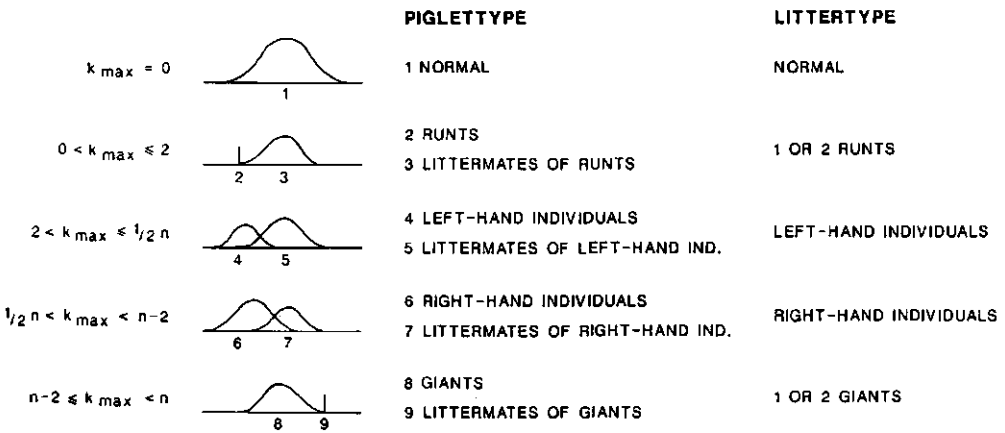 PIGLETTYPE LITTERTYPE
k max = 0 1 1 NORMAL NORMAL
0 < k max ⩽ 2 2 RUNTS
3 LITTERMATES OF RUNTS 1 OR 2 RUNTS
2 3
2 < k max ⩽ 1/2 n 4 LEFT-HAND INDIVIDUALS
5 LITTERMATES OF LEFT-HAND IND. LEFT-HAND INDIVIDUALS
4 5
1/2 n < k max < n-2 6 RIGHT-HAND INDIVIDUALS
7 LITTERMATES OF RIGHT-HAND IND. RIGHT-HAND INDIVIDUALS
6 7
n-2 ⩽ k max < n 8 GIANTS
9 LITTERMATES OF GIANTS 1 OR 2 GIANTS
8 9